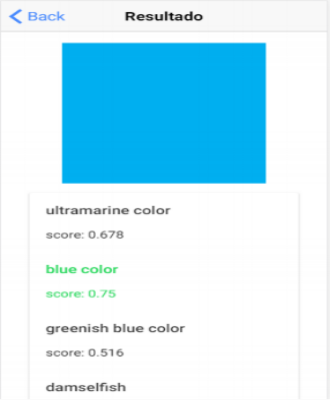 Back
Resultado
ultramarine color
score: 0.678
blue color
score: 0.75
greenish blue color
score: 0.516
damselfish